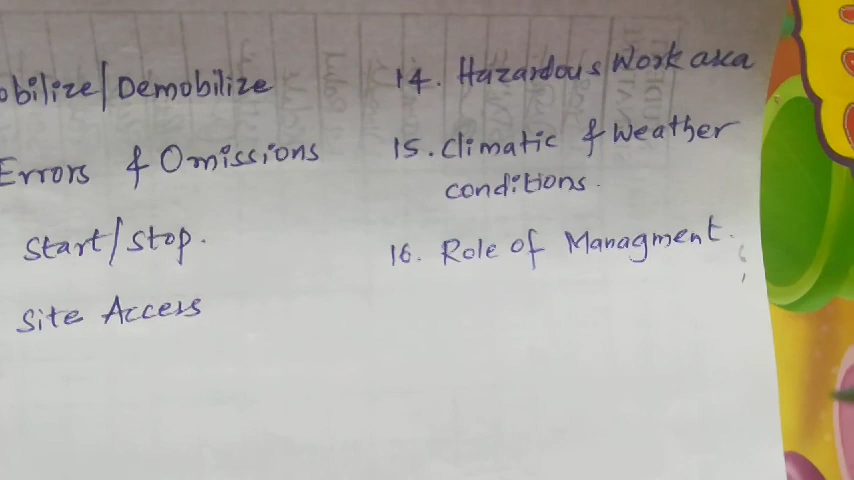 obilize/Demobilize
Errors & Omissions
Start/Stop.
Site Access
14. Hazardous Work area
15. Climatic & Weather
conditions.
16. Role of Managment.